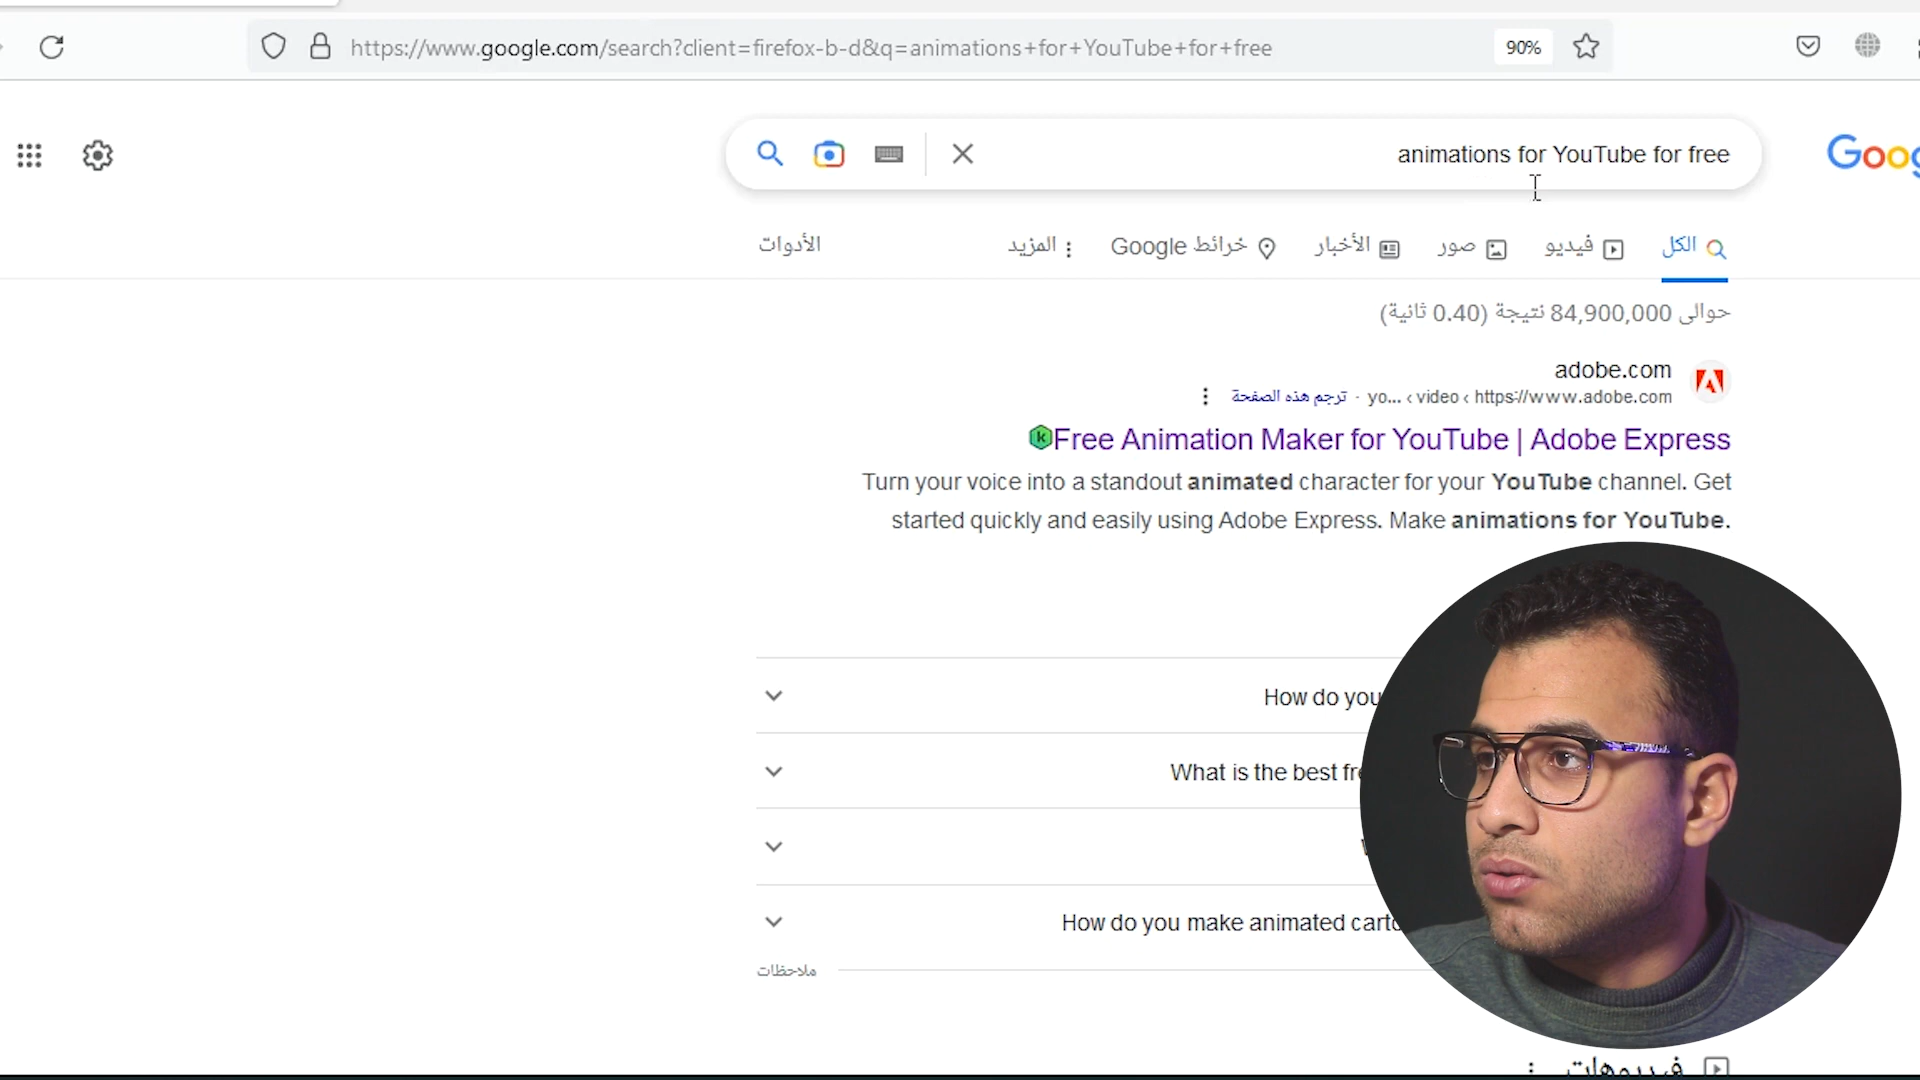 https://www.google.com/search?client=firefox-b-d&q=animations+for+YouTube+for+free
90%
animations for YouTube for free
الكل
فيديو
صور
الأخبار
خرائط Google
المزيد
الأدوات
حوالى 84,900,000 نتيجة (0.40 ثانية)
adobe.com
https://www.adobe.com › video › yo... · ترجم هذه الصفحة
Free Animation Maker for YouTube | Adobe Express
Turn your voice into a standout animated character for your YouTube channel. Get
started quickly and easily using Adobe Express. Make animations for YouTube.
How do you
What is the best
How do you make animated
ملاحظات
فيديوهات